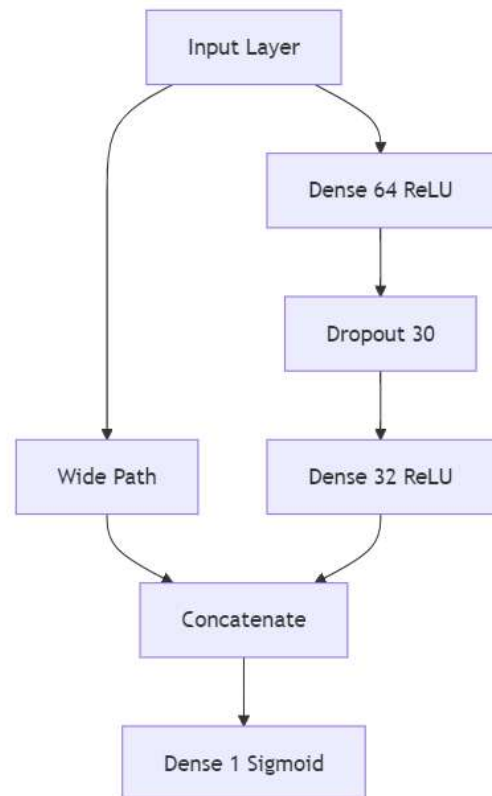 Input Layer
Dense 64 ReLU
Dropout 30
Wide Path
Dense 32 ReLU
Concatenate
Dense 1 Sigmoid